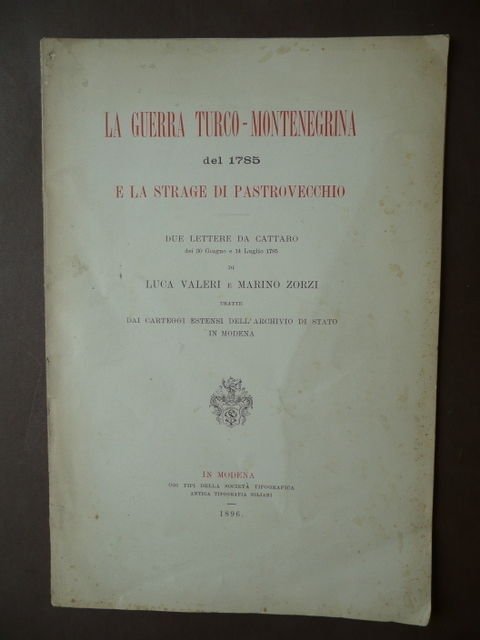 LA GUERRA TURCO-MONTENEGRINA
del 1785
E LA STRAGE DI PASTROVECCHIO
DUE LETTERE DA CATTARO
dei 30 Giugno e 14 Luglio 1785
DI
LUCA VALERI E MARINO ZORZI
TRATTE
DAI CARTEGGI ESTENSI DELL'ARCHIVIO DI STATO
IN MODENA
IN MODENA
COI TIPI DELLA SOCIETÀ TIPOGRAFICA
ANTICA TIPOGRAFIA SOLIANI
1896.